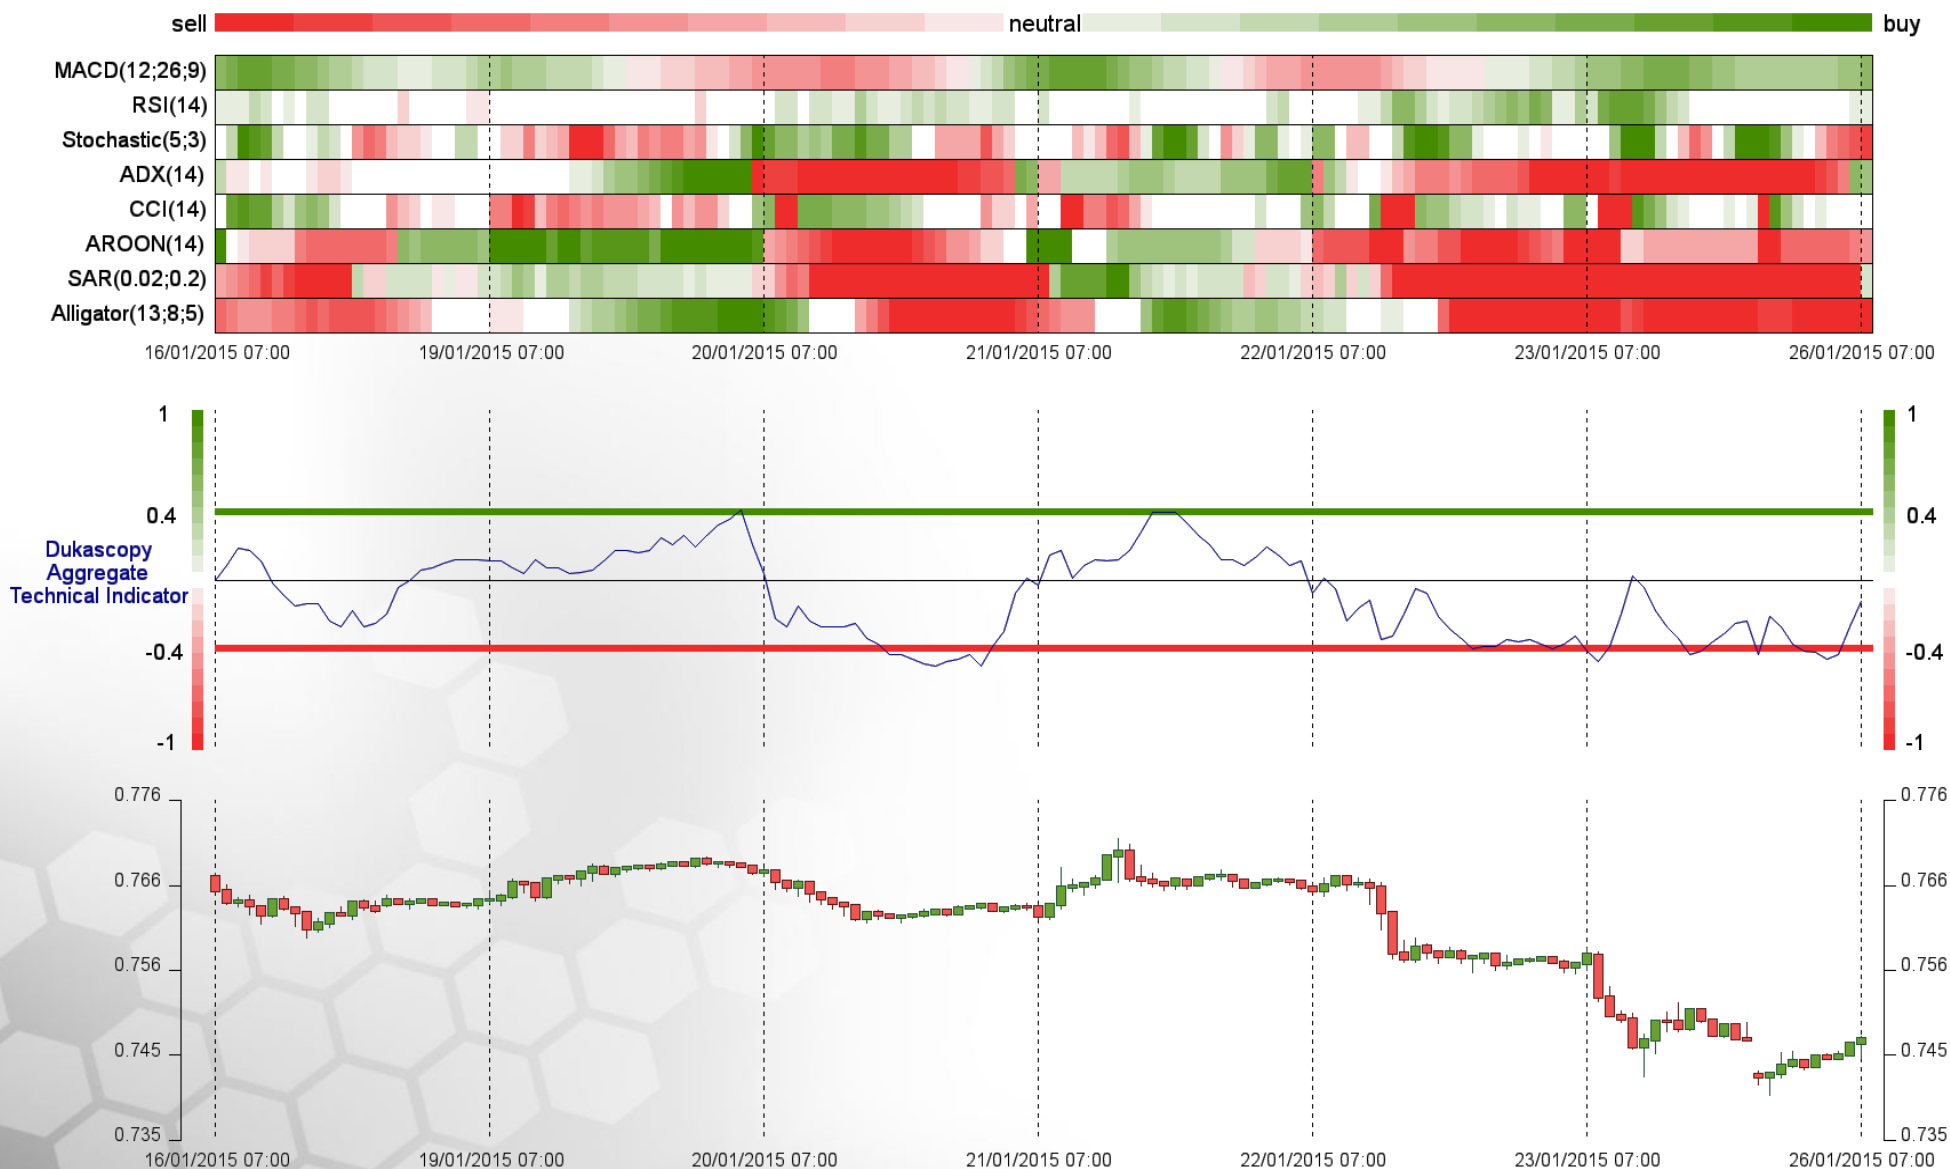 sell neutral buy
MACD(12;26;9)
RSI(14)
Stochastic(5;3)
ADX(14)
CCI(14)
AROON(14)
SAR(0.02;0.2)
Alligator(13;8;5)
16/01/2015 07:00 19/01/2015 07:00 20/01/2015 07:00 21/01/2015 07:00 22/01/2015 07:00 23/01/2015 07:00 26/01/2015 07:00
1 1
0.4 0.4
Dukascopy
Aggregate
Technical Indicator
-0.4 -0.4
-1 -1
0.776 0.776
0.766 0.766
0.756 0.756
0.745 0.745
0.735 0.735
16/01/2015 07:00 19/01/2015 07:00 20/01/2015 07:00 21/01/2015 07:00 22/01/2015 07:00 23/01/2015 07:00 26/01/2015 07:00